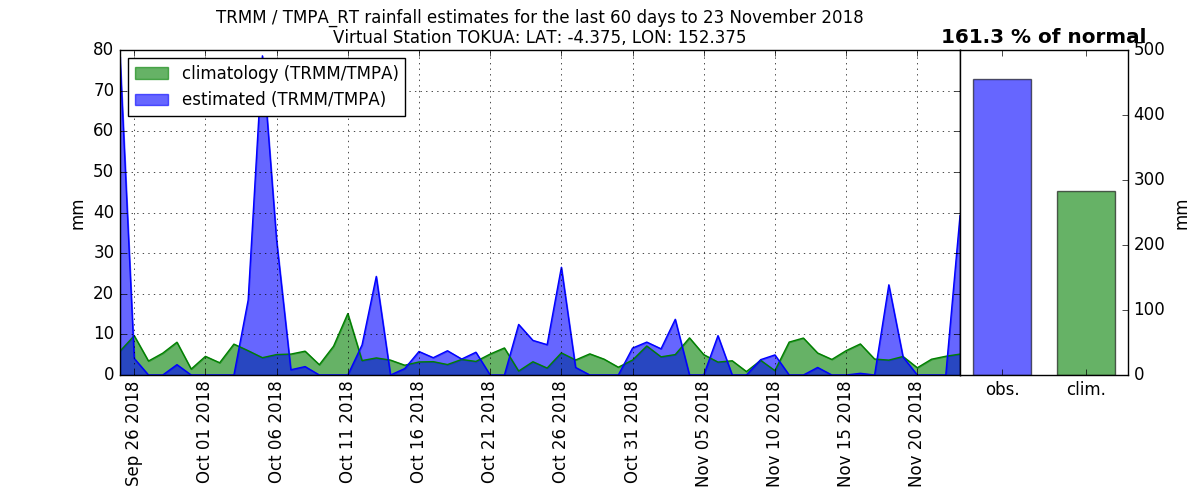 TRMM / TMPA_RT rainfall estimates for the last 60 days to 23 November 2018
Virtual Station TOKUA: LAT: -4.375, LON: 152.375
161.3 % of normal
climatology (TRMM/TMPA)
estimated (TRMM/TMPA)
mm
80
70
60
50
40
30
20
10
0
Sep 26 2018
Oct 01 2018
Oct 06 2018
Oct 11 2018
Oct 16 2018
Oct 21 2018
Oct 26 2018
Oct 31 2018
Nov 05 2018
Nov 10 2018
Nov 15 2018
Nov 20 2018
obs.
clim.
500
400
300
200
100
0
mm